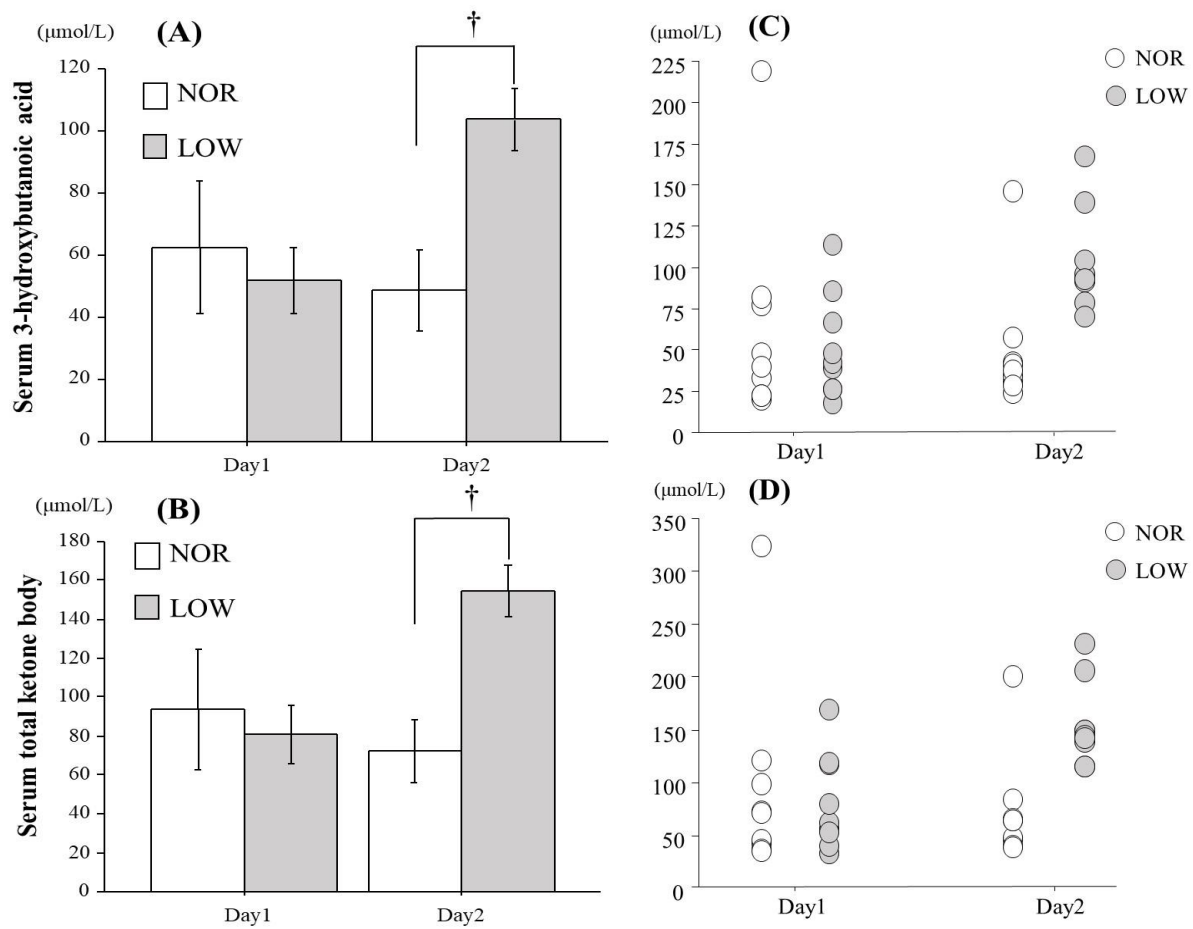 (μmol/L)
(A)
†
120
100
80
60
40
20
0
NOR
LOW
Serum 3-hydroxybutanoic acid
Day1
Day2
(C)
225
200
175
150
125
100
75
50
25
0
NOR
LOW
Day1
Day2
(μmol/L)
(B)
†
180
160
140
120
100
80
60
40
20
0
NOR
LOW
Serum total ketone body
Day1
Day2
(μmol/L)
(D)
350
300
250
200
150
100
50
0
NOR
LOW
Day1
Day2
(μmol/L)